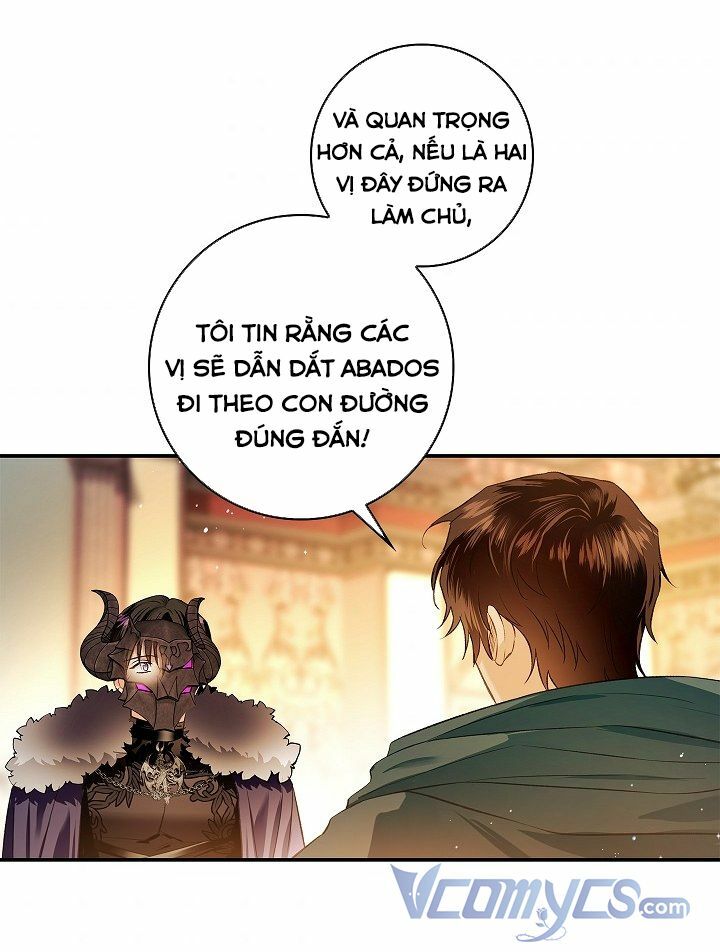 VÀ QUAN TRỌNG
HƠN CẢ, NẾU LÀ HAI
VỊ ĐÂY ĐỨNG RA
LÀM CHỦ,
TÔI TIN RẰNG CÁC
VỊ SẼ DẪN DẮT ABADOS
ĐI THEO CON ĐƯỜNG
ĐÚNG ĐẮN!
VCOMYCS.com